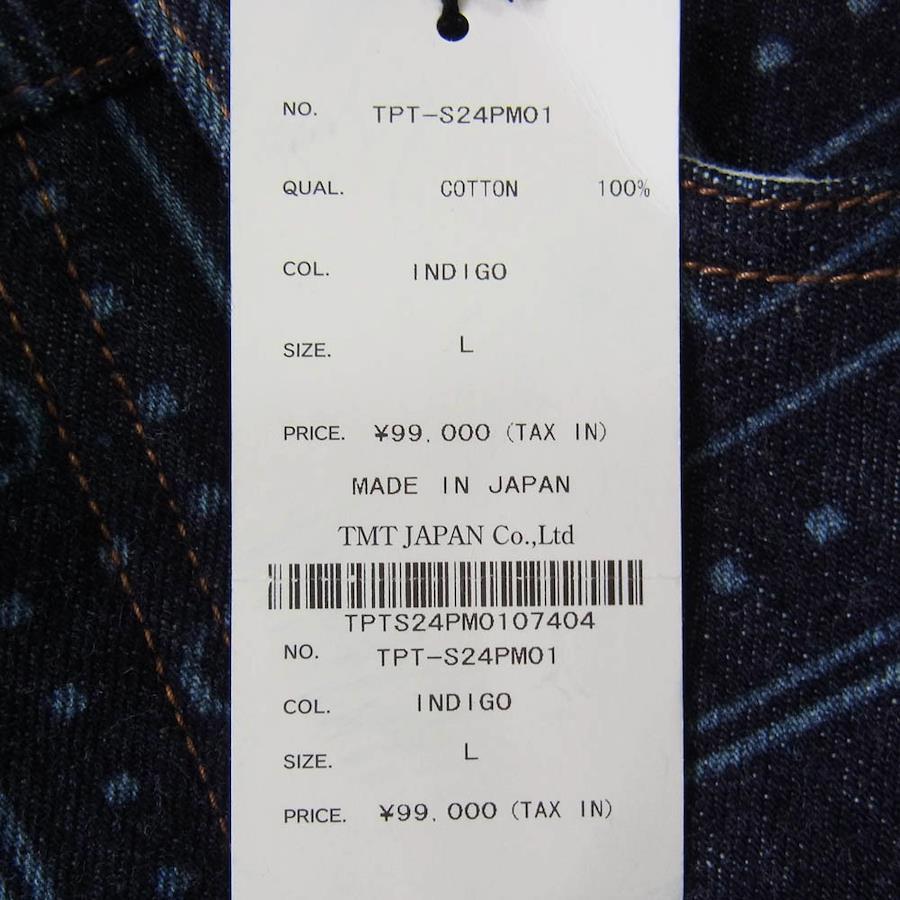 NO. TPT-S24PM01
QUAL. COTTON 100%
COL. INDIGO
SIZE. L
PRICE. ¥99,000 (TAX IN)
MADE IN JAPAN
TMT JAPAN Co.,Ltd
TPTS24PM0107404
NO. TPT-S24PM01
COL. INDIGO
SIZE. L
PRICE. ¥99,000 (TAX IN)